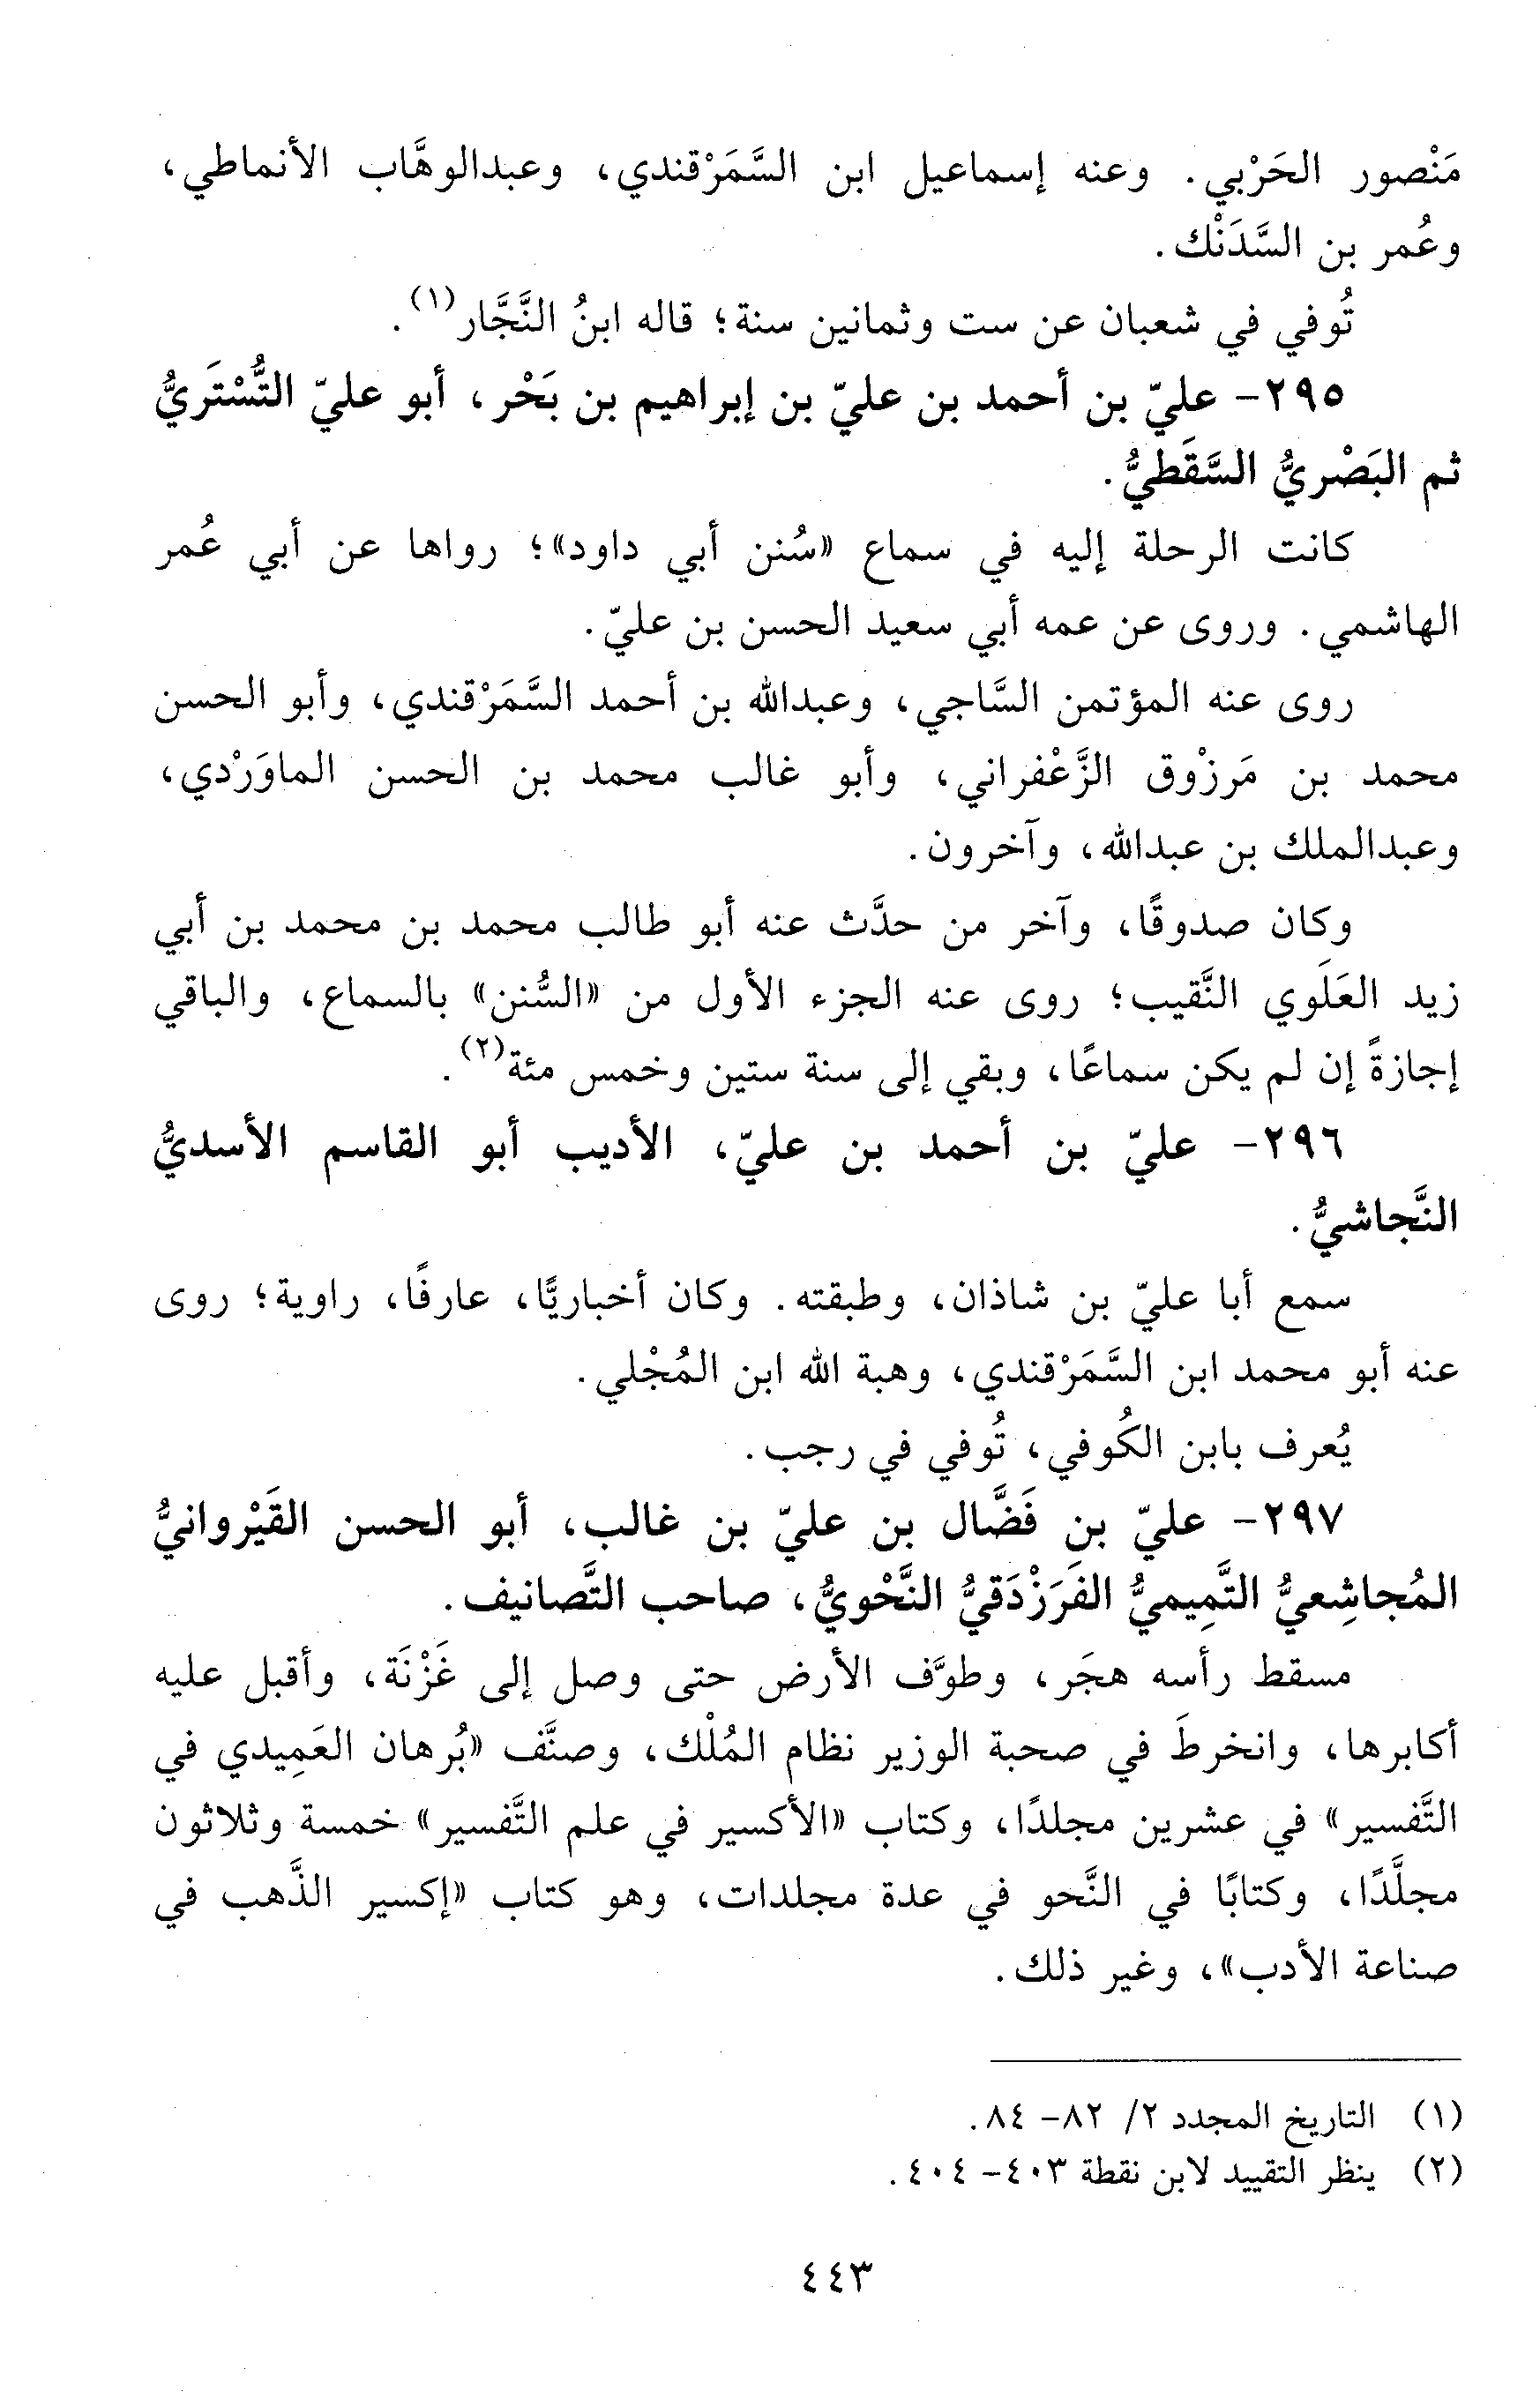 مَنْصور الحَرْبي. وعنه إسماعيل ابن السَّمَرْقندي، وعبدالوهَّاب الأنماطي،
وعُمر بن السَّدَنْك.
تُوفي في شعبان عن ست وثمانين سنة؛ قاله ابنُ النَّجَّار(١).
٢٩٥- عليّ بن أحمد بن عليّ بن إبراهيم بن بَحْر، أبو عليّ التُّسْتَريُّ
ثم البَصْريُّ السَّقَطيُّ.
كانت الرحلة إليه في سماع «سُنن أبي داود»؛ رواها عن أبي عُمر
الهاشمي. وروى عن عمه أبي سعيد الحسن بن عليّ.
روى عنه المؤتمن السَّاجي، وعبدالله بن أحمد السَّمَرْقندي، وأبو الحسن
محمد بن مَرزْوق الزَّعْفراني، وأبو غالب محمد بن الحسن الماوَرْدي،
وعبدالملك بن عبدالله، وآخرون.
وكان صدوقًا، وآخر من حدَّث عنه أبو طالب محمد بن محمد بن أبي
زيد العَلَوي النَّقيب؛ روى عنه الجزء الأول من «السُّنن» بالسماع، والباقي
إجازةً إن لم يكن سماعًا، وبقي إلى سنة ستين وخمس مئة(٢).
٢٩٦- عليّ بن أحمد بن عليّ، الأديب أبو القاسم الأسديُّ
النَّجاشيُّ.
سمع أبا عليّ بن شاذان، وطبقته. وكان أخباريًّا، عارفًا، راوية؛ روى
عنه أبو محمد ابن السَّمَرْقندي، وهبة الله ابن المُجْلي.
يُعرف بابن الكُوفي، تُوفي في رجب.
٢٩٧- عليّ بن فَضَّال بن عليّ بن غالب، أبو الحسن القَيْروانيُّ
المُجاشِعيُّ التَّمِيميُّ الفَرَزْدَقيُّ النَّحْويُّ، صاحب التَّصانيف.
مسقط رأسه هجَر، وطوَّف الأرض حتى وصل إلى غَزْنَة، وأقبل عليه
أكابرها، وانخرطَ في صحبة الوزير نظام المُلْك، وصنَّف «بُرهان العَمِيدي في
التَّفسير» في عشرين مجلدًا، وكتاب «الأكسير في علم التَّفسير» خمسة وثلاثون
مجلَّدًا، وكتابًا في النَّحو في عدة مجلدات، وهو كتاب «إكسير الذَّهب في
صناعة الأدب»، وغير ذلك.
(١) التاريخ المجدد ٢/ ٨٢- ٨٤.
(٢) ينظر التقييد لابن نقطة ٤٠٣- ٤٠٤.
٤٤٣